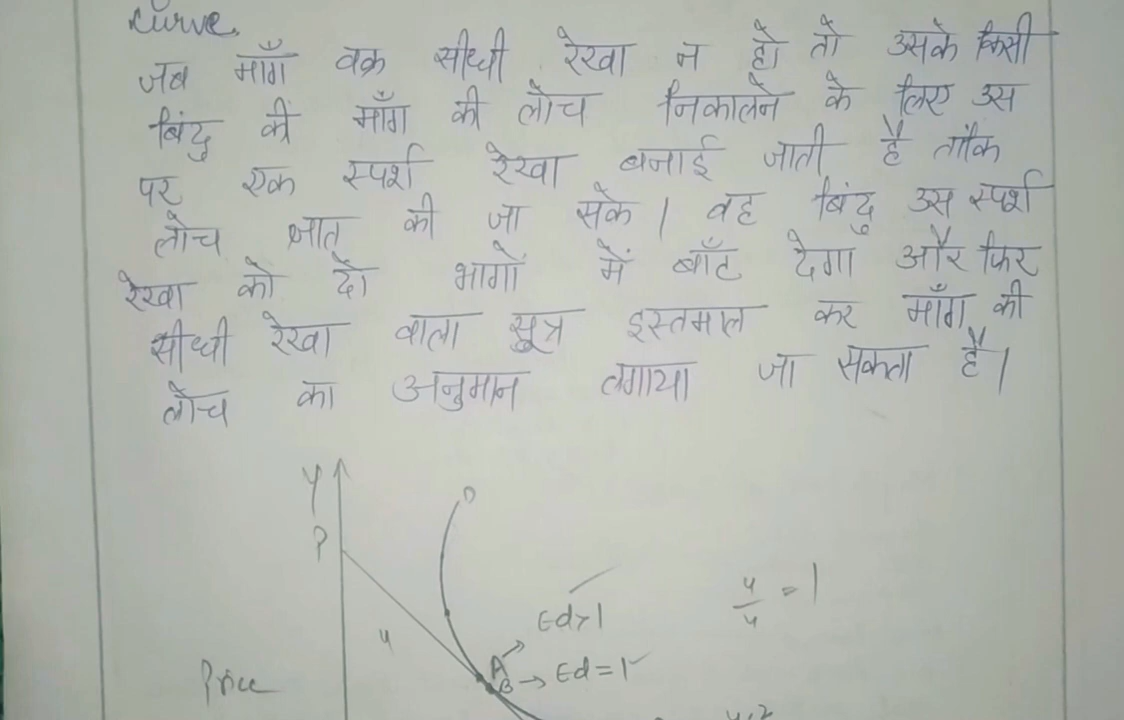 curve.
जब माँग वक्र सीधी रेखा न हो तो उसके किसी
बिंदु की माँग की लोच निकालने के लिए उस
पर एक स्पर्श रेखा बनाई जाती है ताकि
लोच ज्ञात की जा सके। वह बिंदु उस स्पर्श
रेखा को दो भागों में बाँट देगा और फिर
सीधी रेखा वाला सूत्र इस्तमाल कर माँग की
लोच का अनुमान लगाया जा सकता है।
Y
D
P
4/4 = 1
Ed>1
4
A
B → Ed=1
Price